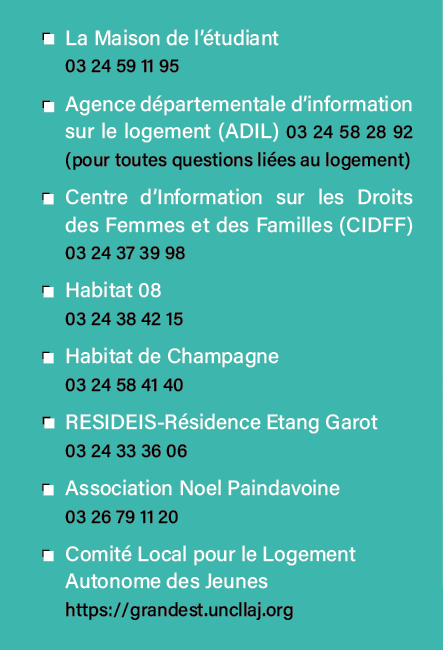 La Maison de l'étudiant
03 24 59 11 95
Agence départementale d'information
sur le logement (ADIL) 03 24 58 28 92
(pour toutes questions liées au logement)
Centre d'Information sur les Droits
des Femmes et des Familles (CIDFF)
03 24 37 39 98
Habitat 08
03 24 38 42 15
Habitat de Champagne
03 24 58 41 40
RESIDEIS-Résidence Etang Garot
03 24 33 36 06
Association Noel Paindavoine
03 26 79 11 20
Comité Local pour le Logement
Autonome des Jeunes
https://grandest.uncllaj.org